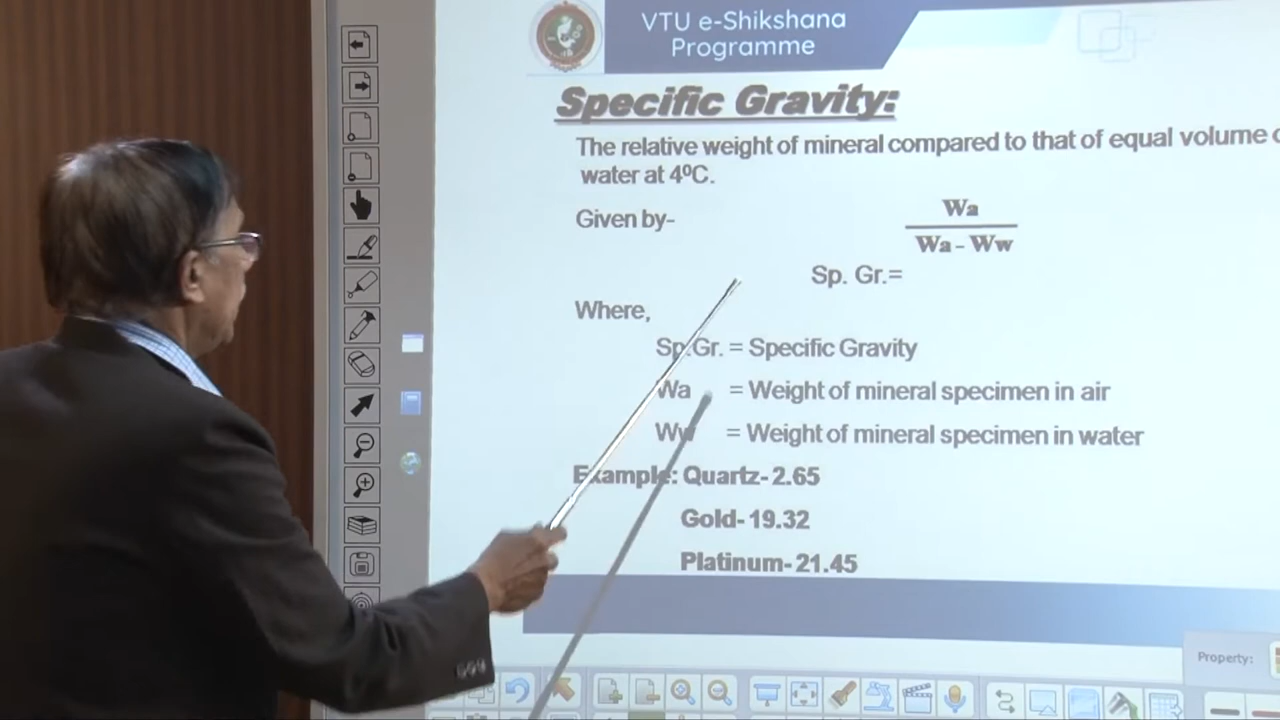 VTU e-Shikshana
Programme
Specific Gravity:
The relative weight of mineral compared to that of equal volume
water at 4⁰C.
Given by-
Wa
Wa - Ww
Sp. Gr.=
Where,
Sp.Gr. = Specific Gravity
Wa = Weight of mineral specimen in air
Ww = Weight of mineral specimen in water
Example: Quartz- 2.65
Gold- 19.32
Platinum- 21.45
Property: